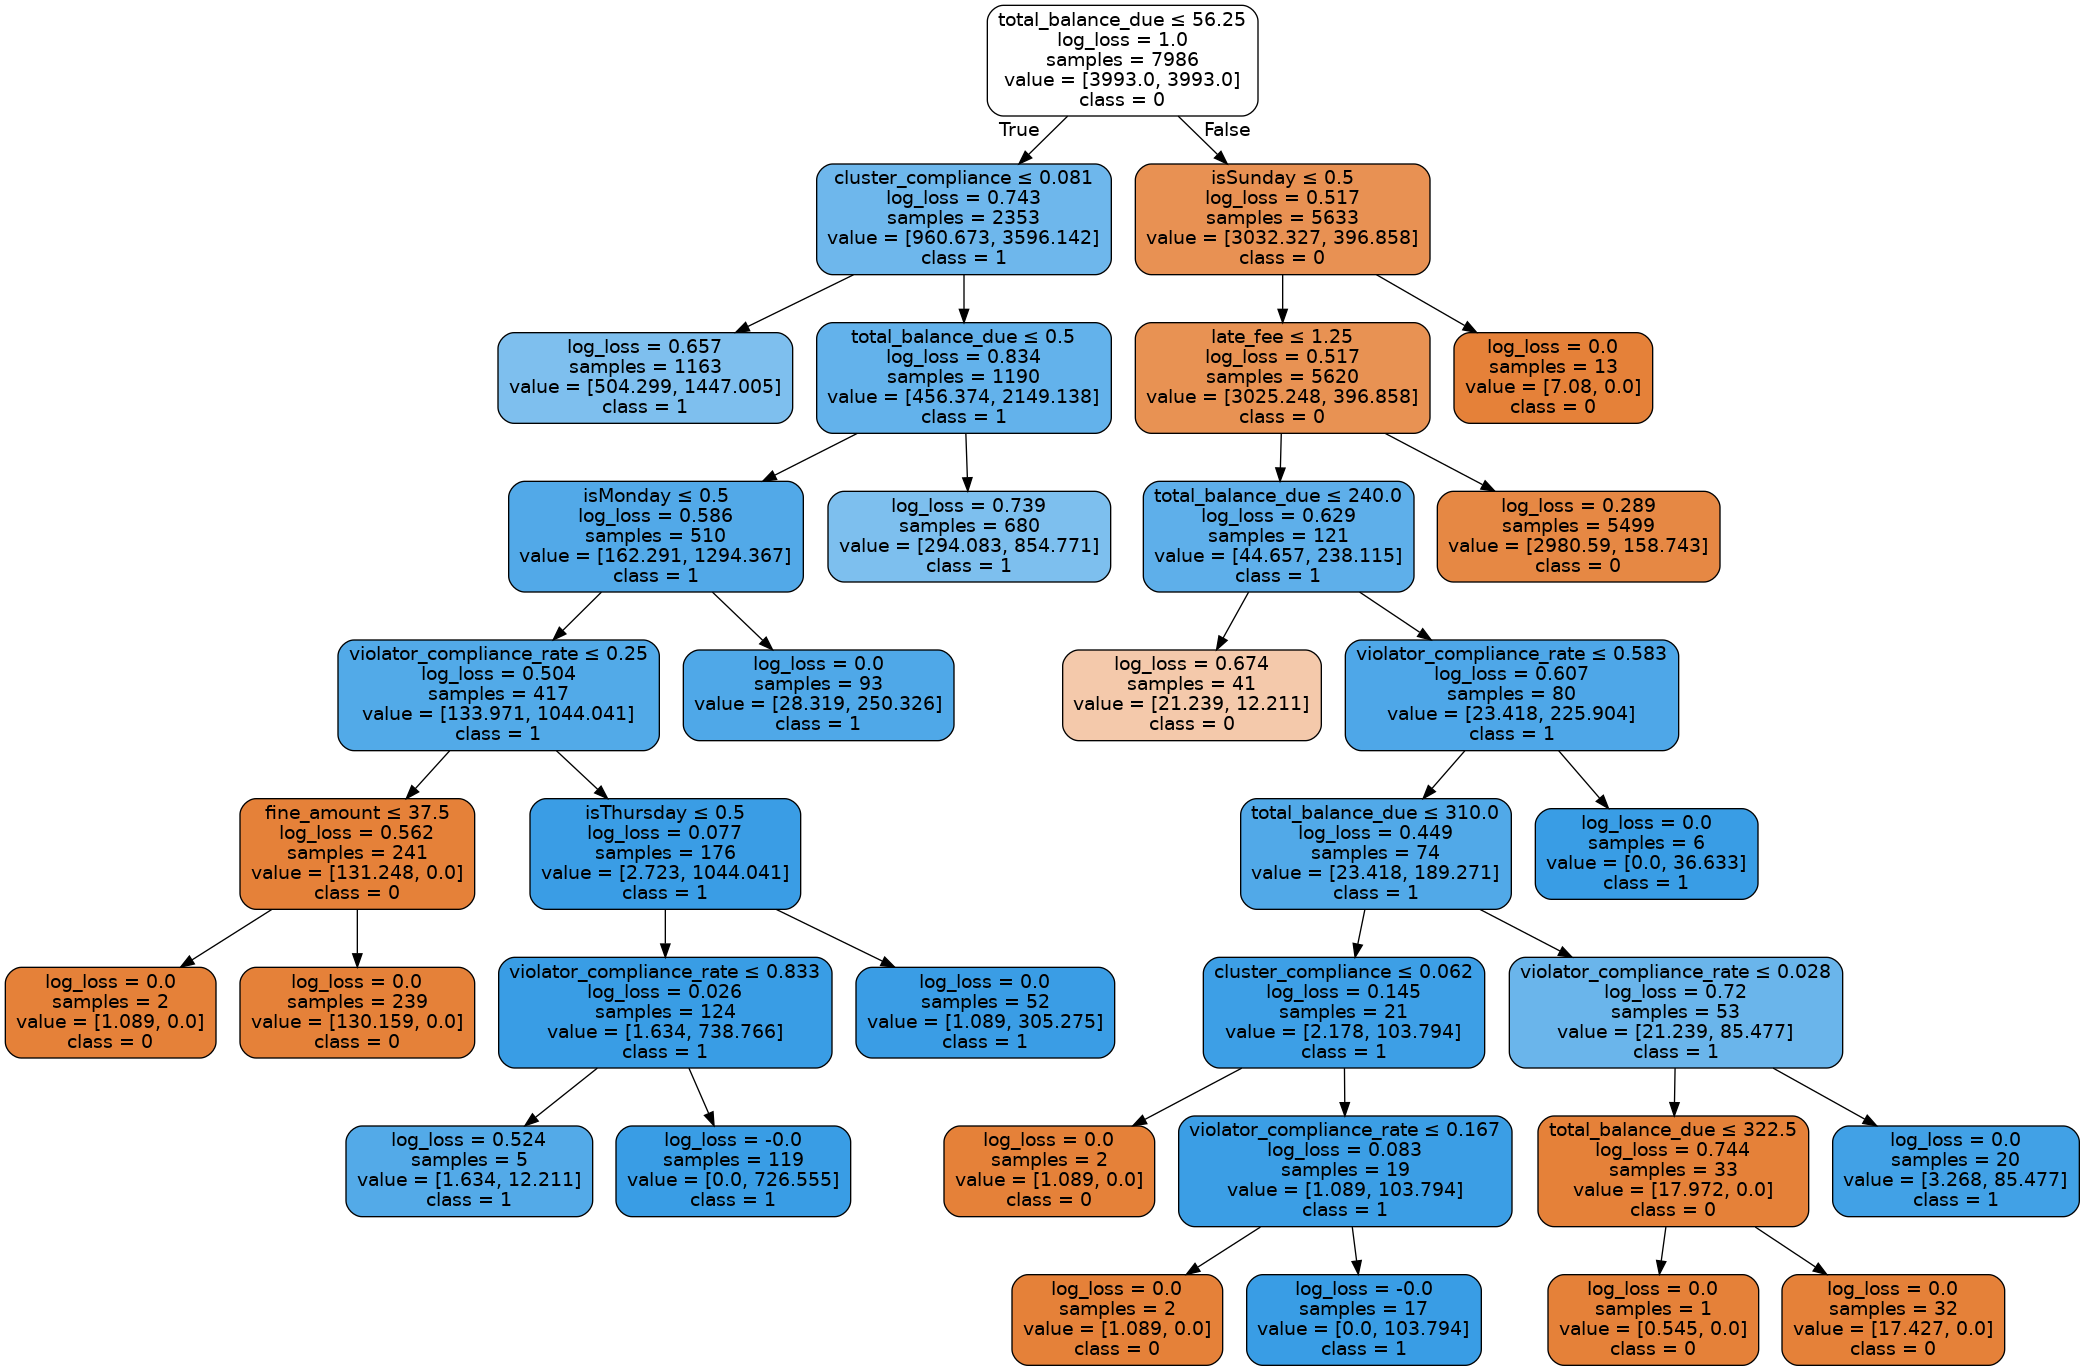 total_balance_due ≤ 56.25
log_loss = 1.0
samples = 7986
value = [3993.0, 3993.0]
class = 0
True
False
cluster_compliance ≤ 0.081
log_loss = 0.743
samples = 2353
value = [960.673, 3596.142]
class = 1
isSunday ≤ 0.5
log_loss = 0.517
samples = 5633
value = [3032.327, 396.858]
class = 0
log_loss = 0.657
samples = 1163
value = [504.299, 1447.005]
class = 1
total_balance_due ≤ 0.5
log_loss = 0.834
samples = 1190
value = [456.374, 2149.138]
class = 1
late_fee ≤ 1.25
log_loss = 0.517
samples = 5620
value = [3025.248, 396.858]
class = 0
log_loss = 0.0
samples = 13
value = [7.08, 0.0]
class = 0
isMonday ≤ 0.5
log_loss = 0.586
samples = 510
value = [162.291, 1294.367]
class = 1
log_loss = 0.739
samples = 680
value = [294.083, 854.771]
class = 1
total_balance_due ≤ 240.0
log_loss = 0.629
samples = 121
value = [44.657, 238.115]
class = 1
log_loss = 0.289
samples = 5499
value = [2980.59, 158.743]
class = 0
violator_compliance_rate ≤ 0.25
log_loss = 0.504
samples = 417
value = [133.971, 1044.041]
class = 1
log_loss = 0.0
samples = 93
value = [28.319, 250.326]
class = 1
log_loss = 0.674
samples = 41
value = [21.239, 12.211]
class = 0
violator_compliance_rate ≤ 0.583
log_loss = 0.607
samples = 80
value = [23.418, 225.904]
class = 1
fine_amount ≤ 37.5
log_loss = 0.562
samples = 241
value = [131.248, 0.0]
class = 0
isThursday ≤ 0.5
log_loss = 0.077
samples = 176
value = [2.723, 1044.041]
class = 1
total_balance_due ≤ 310.0
log_loss = 0.449
samples = 74
value = [23.418, 189.271]
class = 1
log_loss = 0.0
samples = 6
value = [0.0, 36.633]
class = 1
log_loss = 0.0
samples = 2
value = [1.089, 0.0]
class = 0
log_loss = 0.0
samples = 239
value = [130.159, 0.0]
class = 0
violator_compliance_rate ≤ 0.833
log_loss = 0.026
samples = 124
value = [1.634, 738.766]
class = 1
log_loss = 0.0
samples = 52
value = [1.089, 305.275]
class = 1
cluster_compliance ≤ 0.062
log_loss = 0.145
samples = 21
value = [2.178, 103.794]
class = 1
violator_compliance_rate ≤ 0.028
log_loss = 0.72
samples = 53
value = [21.239, 85.477]
class = 1
log_loss = 0.524
samples = 5
value = [1.634, 12.211]
class = 1
log_loss = -0.0
samples = 119
value = [0.0, 726.555]
class = 1
log_loss = 0.0
samples = 2
value = [1.089, 0.0]
class = 0
violator_compliance_rate ≤ 0.167
log_loss = 0.083
samples = 19
value = [1.089, 103.794]
class = 1
total_balance_due ≤ 322.5
log_loss = 0.744
samples = 33
value = [17.972, 0.0]
class = 0
log_loss = 0.0
samples = 20
value = [3.268, 85.477]
class = 1
log_loss = 0.0
samples = 2
value = [1.089, 0.0]
class = 0
log_loss = -0.0
samples = 17
value = [0.0, 103.794]
class = 1
log_loss = 0.0
samples = 1
value = [0.545, 0.0]
class = 0
log_loss = 0.0
samples = 32
value = [17.427, 0.0]
class = 0